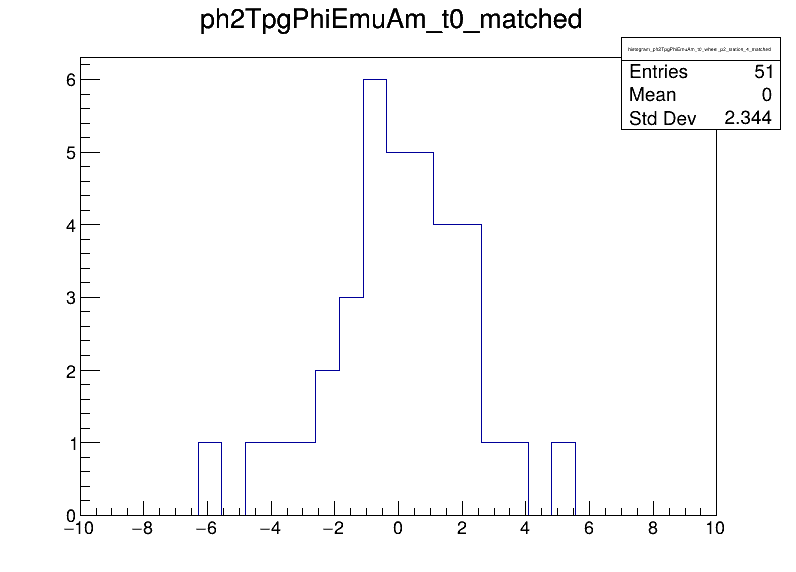 ph2TpgPhiEmuAm_t0_matched
histogram_ph2TpgPhiEmuAm_t0_wheel_p2_station_4_matched
Entries 51
Mean 0
Std Dev 2.344
6
5
4
3
2
1
0
−10 −8 −6 −4 −2 0 2 4 6 8 10